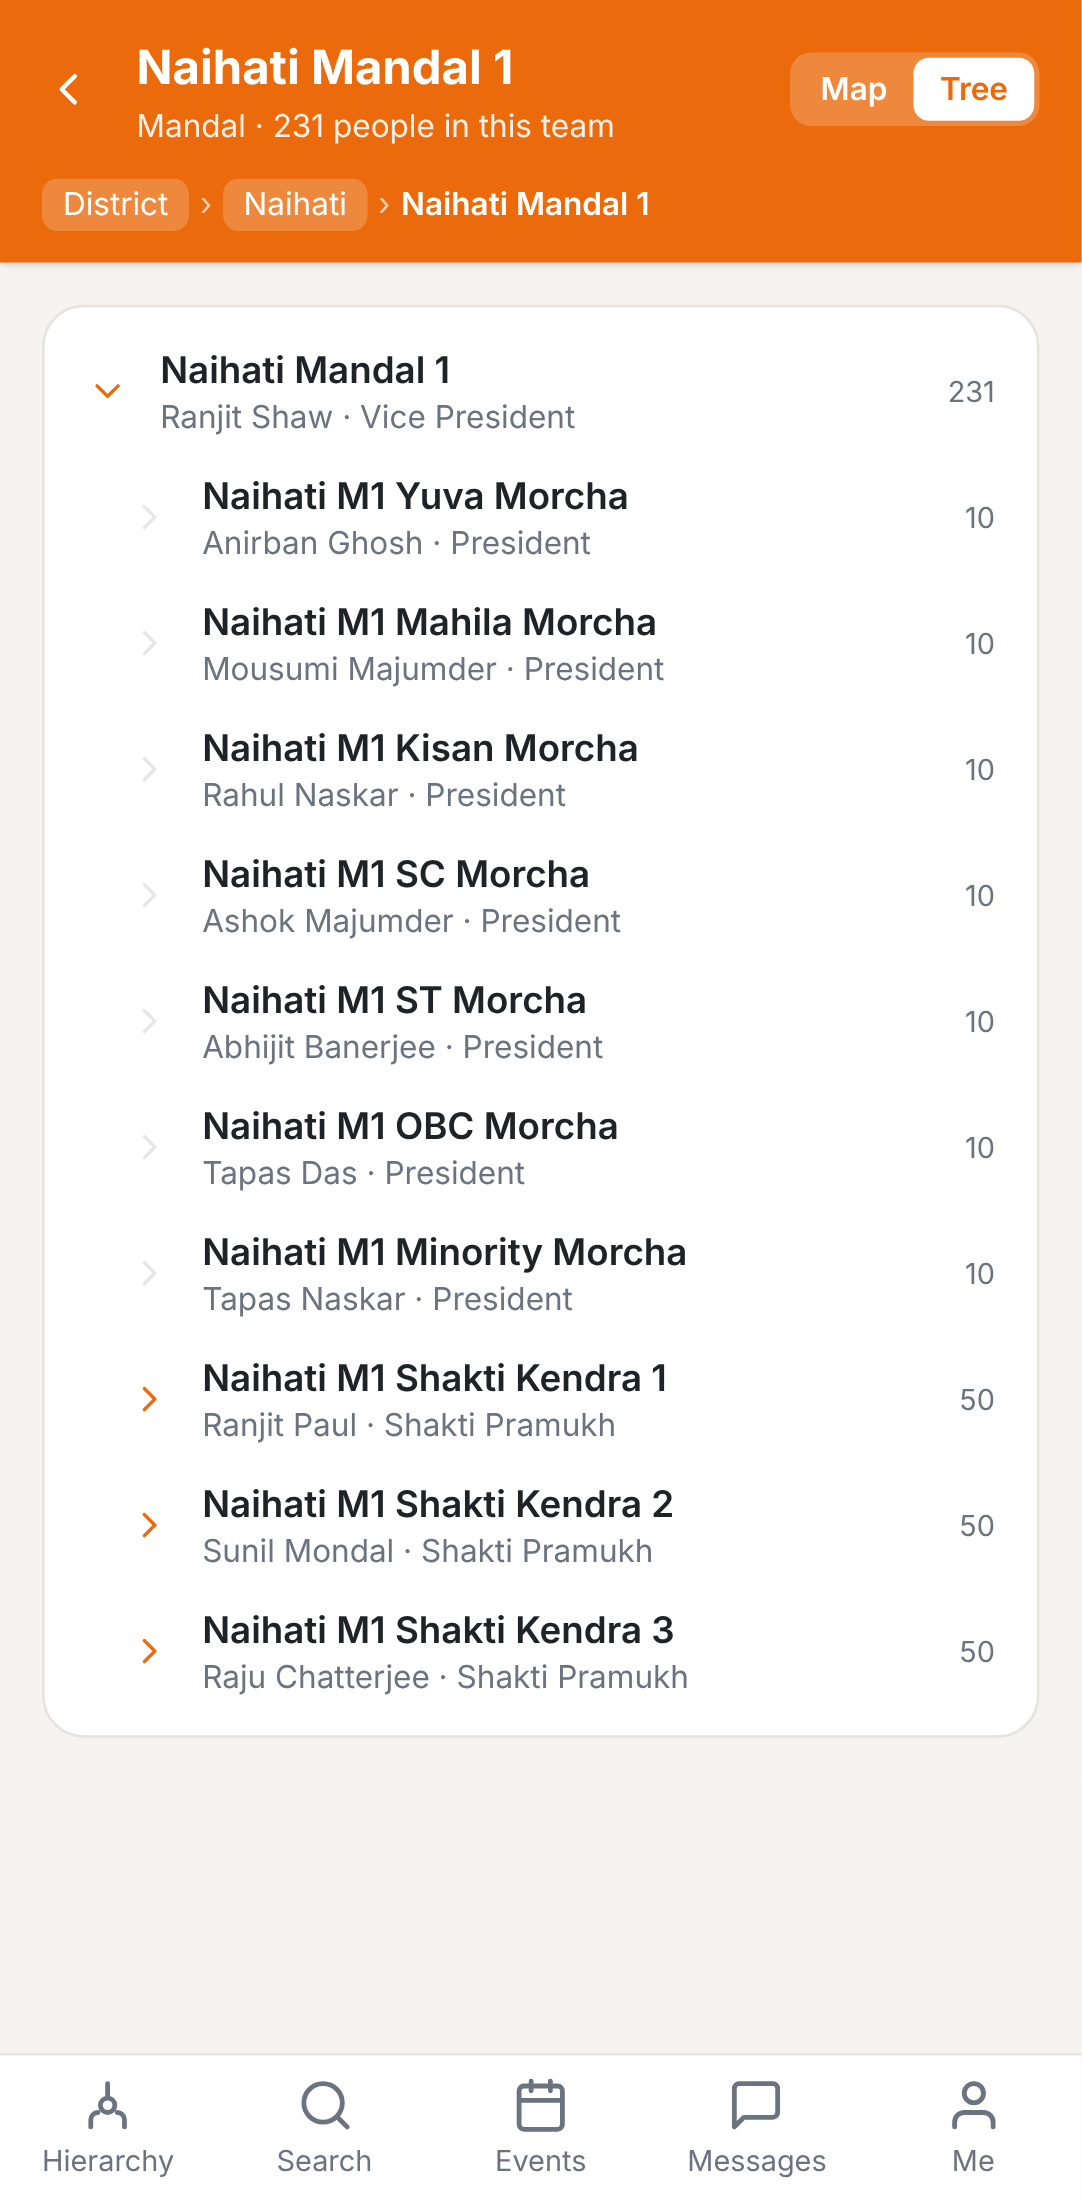 Naihati Mandal 1
Mandal · 231 people in this team
Map Tree
District › Naihati › Naihati Mandal 1
Naihati Mandal 1
Ranjit Shaw · Vice President
231
Naihati M1 Yuva Morcha
Anirban Ghosh · President
10
Naihati M1 Mahila Morcha
Mousumi Majumder · President
10
Naihati M1 Kisan Morcha
Rahul Naskar · President
10
Naihati M1 SC Morcha
Ashok Majumder · President
10
Naihati M1 ST Morcha
Abhijit Banerjee · President
10
Naihati M1 OBC Morcha
Tapas Das · President
10
Naihati M1 Minority Morcha
Tapas Naskar · President
10
Naihati M1 Shakti Kendra 1
Ranjit Paul · Shakti Pramukh
50
Naihati M1 Shakti Kendra 2
Sunil Mondal · Shakti Pramukh
50
Naihati M1 Shakti Kendra 3
Raju Chatterjee · Shakti Pramukh
50
Hierarchy Search Events Messages Me